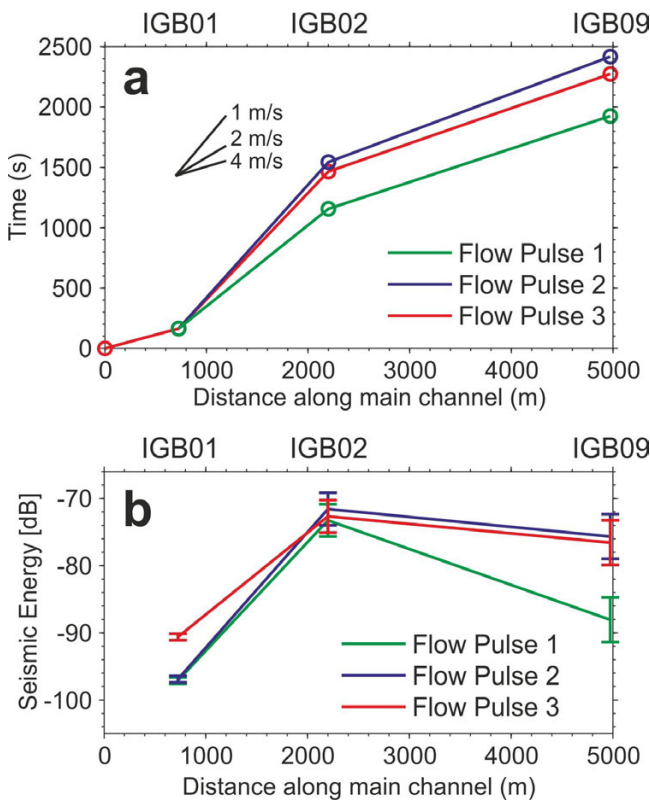 IGB01 IGB02 IGB09
2500
a
2000
1 m/s
2 m/s
4 m/s
1500
Time (s)
1000
Flow Pulse 1
500
Flow Pulse 2
Flow Pulse 3
0
0 1000 2000 3000 4000 5000
Distance along main channel (m)
IGB01 IGB02 IGB09
b
-70
-80
Seismic Energy [dB]
-90
Flow Pulse 1
Flow Pulse 2
-100
Flow Pulse 3
0 1000 2000 3000 4000 5000
Distance along main channel (m)